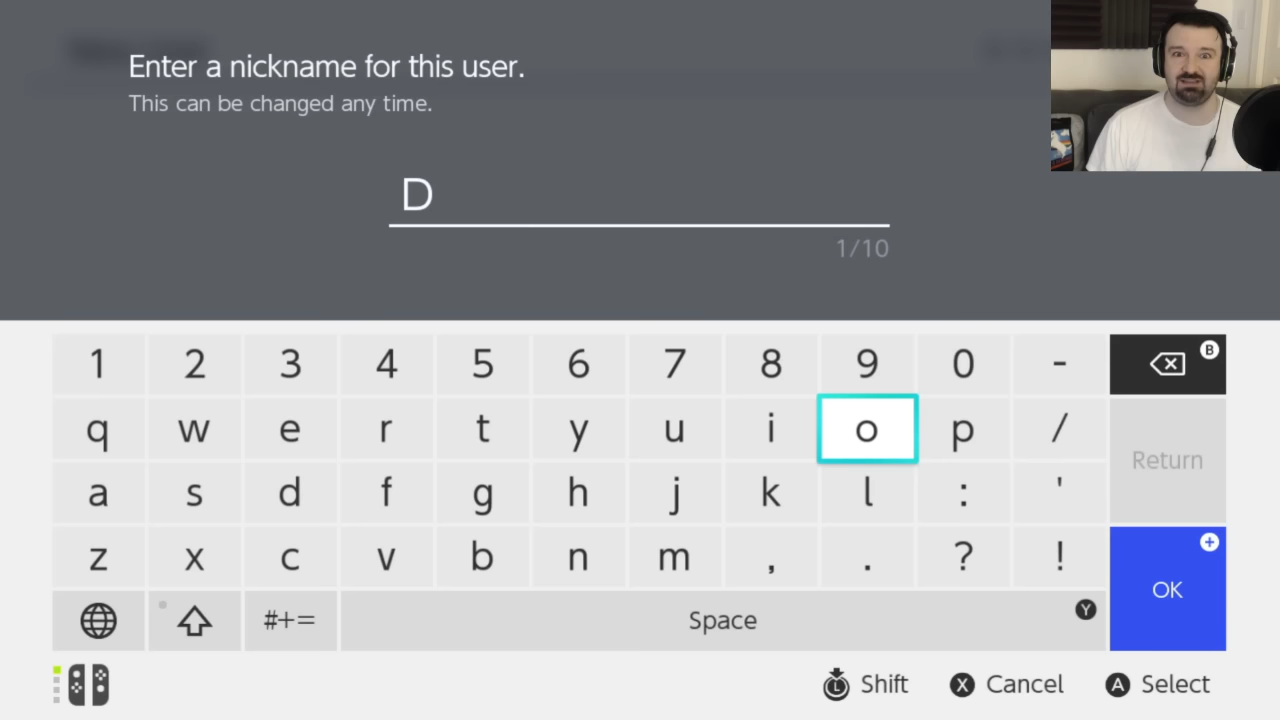 Enter a nickname for this user.
This can be changed any time.
D
1/10
1 2 3 4 5 6 7 8 9 0 - B
q w e r t y u i o p /
Return
a s d f g h j k l : '
z x c v b n m , . ? ! +
OK
#+= Space Y
L Shift X Cancel A Select